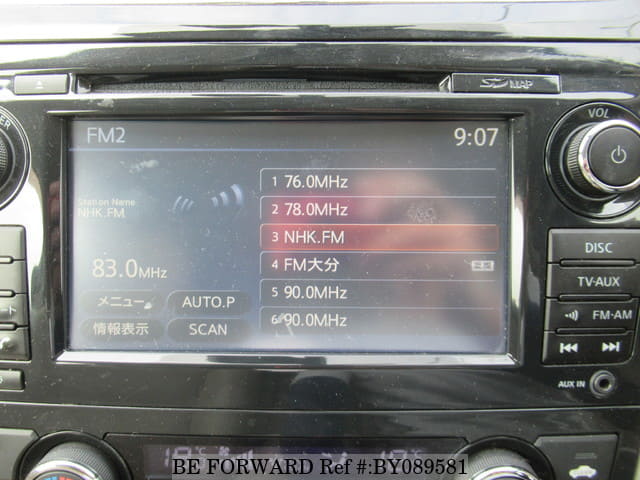 SD MAP
FM2
9:07
VOL
Station Name
NHK.FM
83.0MHz
1 76.0MHz
2 78.0MHz
3 NHK.FM
4 FM大分
5 90.0MHz
6 90.0MHz
メニュー
AUTO.P
情報表示
SCAN
DISC
TV-AUX
FM-AM
AUX IN
BE FORWARD Ref #:BY089581